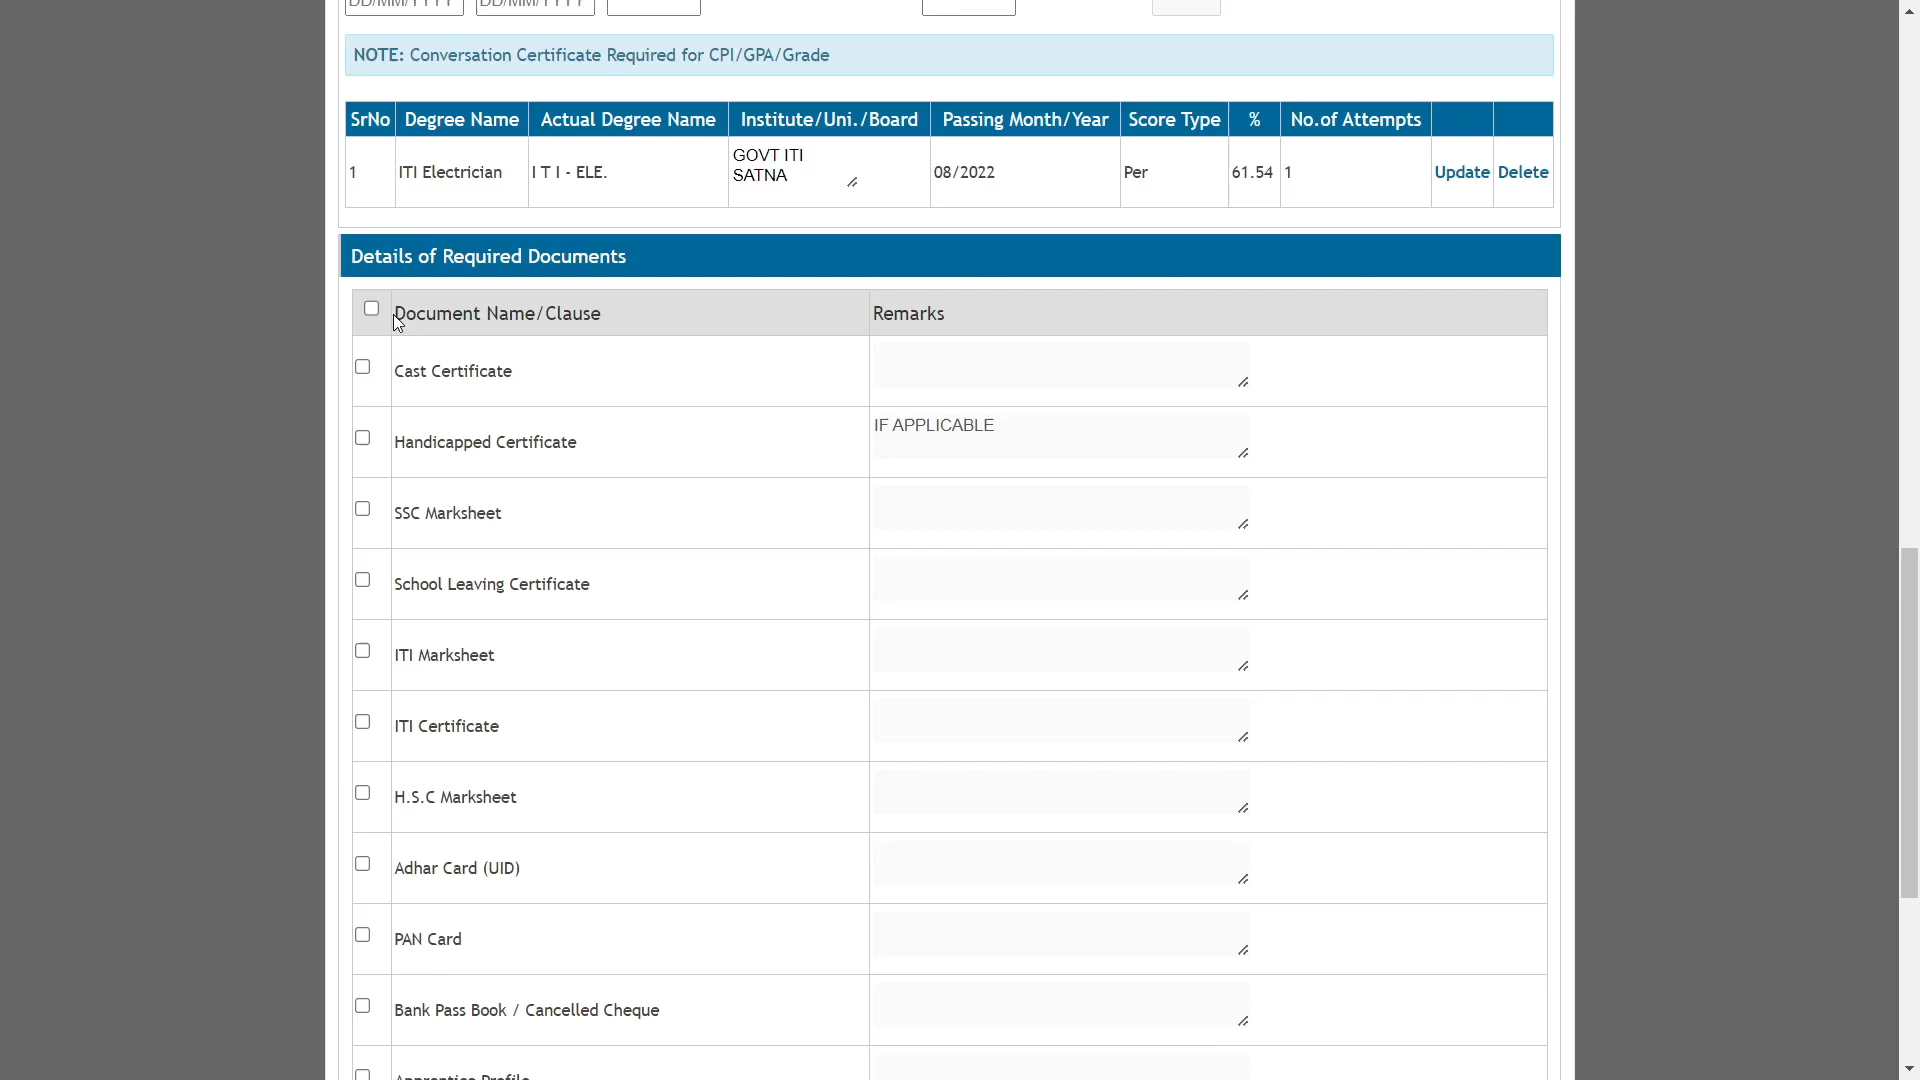 NOTE: Conversation Certificate Required for CPI/GPA/Grade
SrNo Degree Name Actual Degree Name Institute/Uni./Board Passing Month/Year Score Type % No.of Attempts
1 ITI Electrician I T I - ELE. GOVT ITI SATNA 08/2022 Per 61.54 1 Update Delete
Details of Required Documents
Document Name/Clause Remarks
Cast Certificate
Handicapped Certificate IF APPLICABLE
SSC Marksheet
School Leaving Certificate
ITI Marksheet
ITI Certificate
H.S.C Marksheet
Adhar Card (UID)
PAN Card
Bank Pass Book / Cancelled Cheque